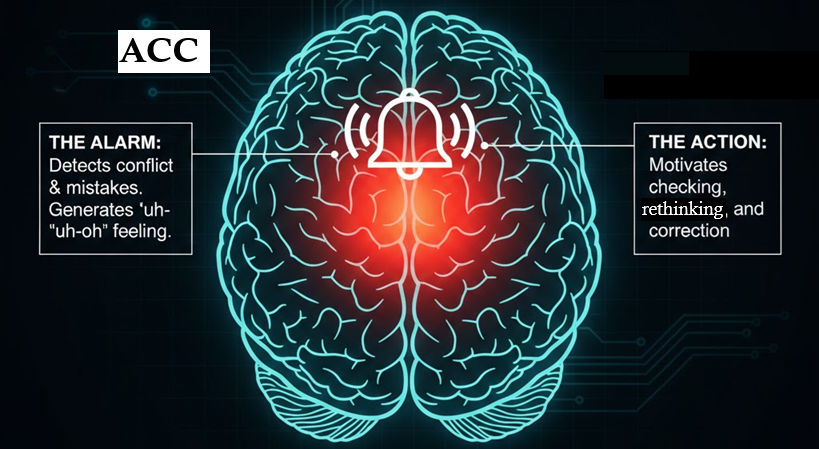 ACC
THE ALARM:
Detects conflict
& mistakes.
Generates 'uh-
"uh-oh" feeling.
THE ACTION:
Motivates
checking,
rethinking, and
correction